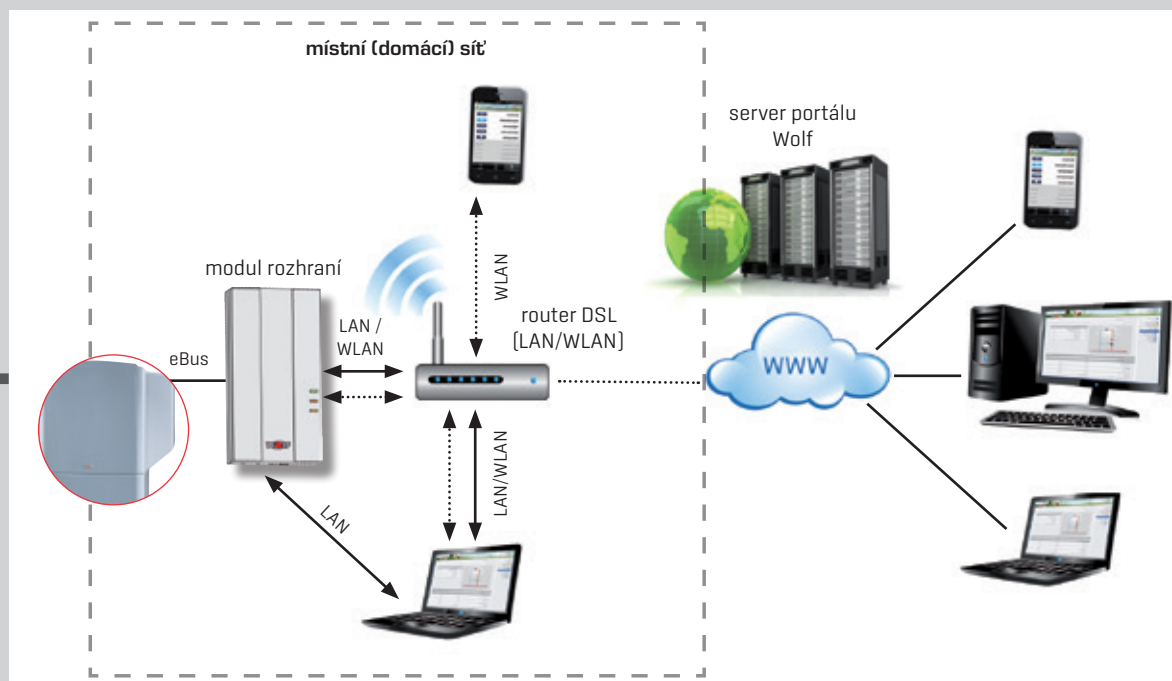 místní (domácí) síť
server portálu
Wolf
modul rozhraní
WLAN
router DSL
(LAN/WLAN)
LAN /
WLAN
eBus
WWW
LAN/WLAN
LAN